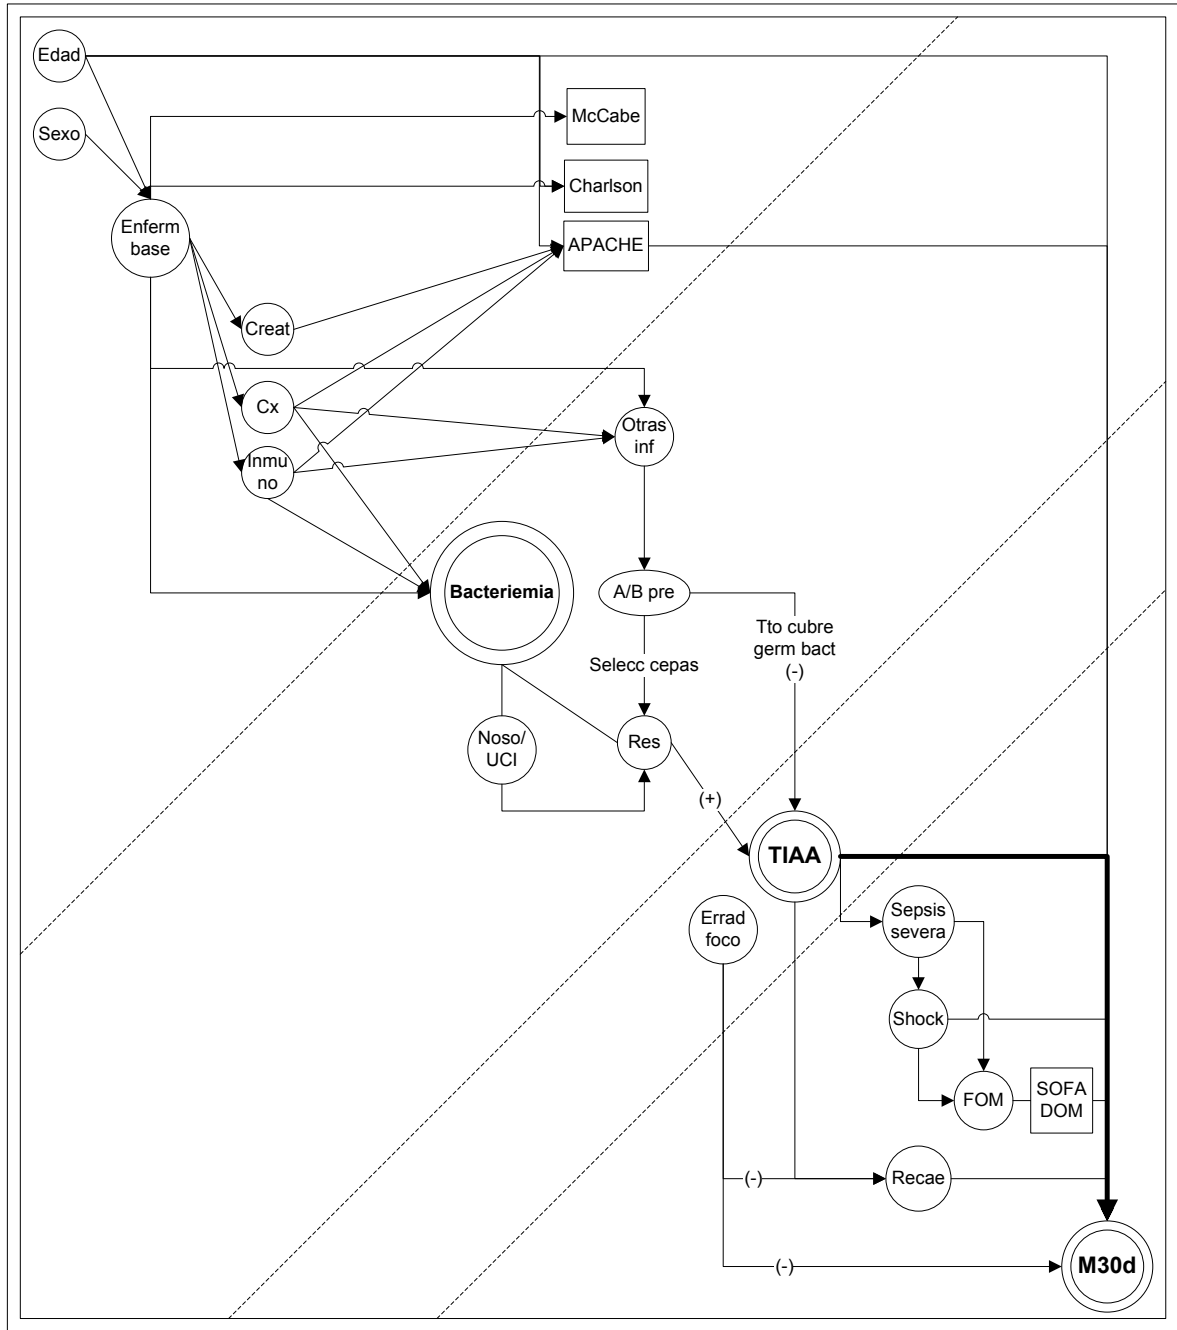 Edad
McCabe
Sexo
Charlson
Enferm
base
APACHE
Creat
Cx
Otras
inf
Inmu
no
Bacteriemia
A/B pre
Tto cubre
germ bact
(-)
Selecc cepas
Noso/
UCI
Res
(+)
TIAA
Errad
foco
Sepsis
severa
Shock
FOM
SOFA
DOM
(-)
Recae
(-)
M30d